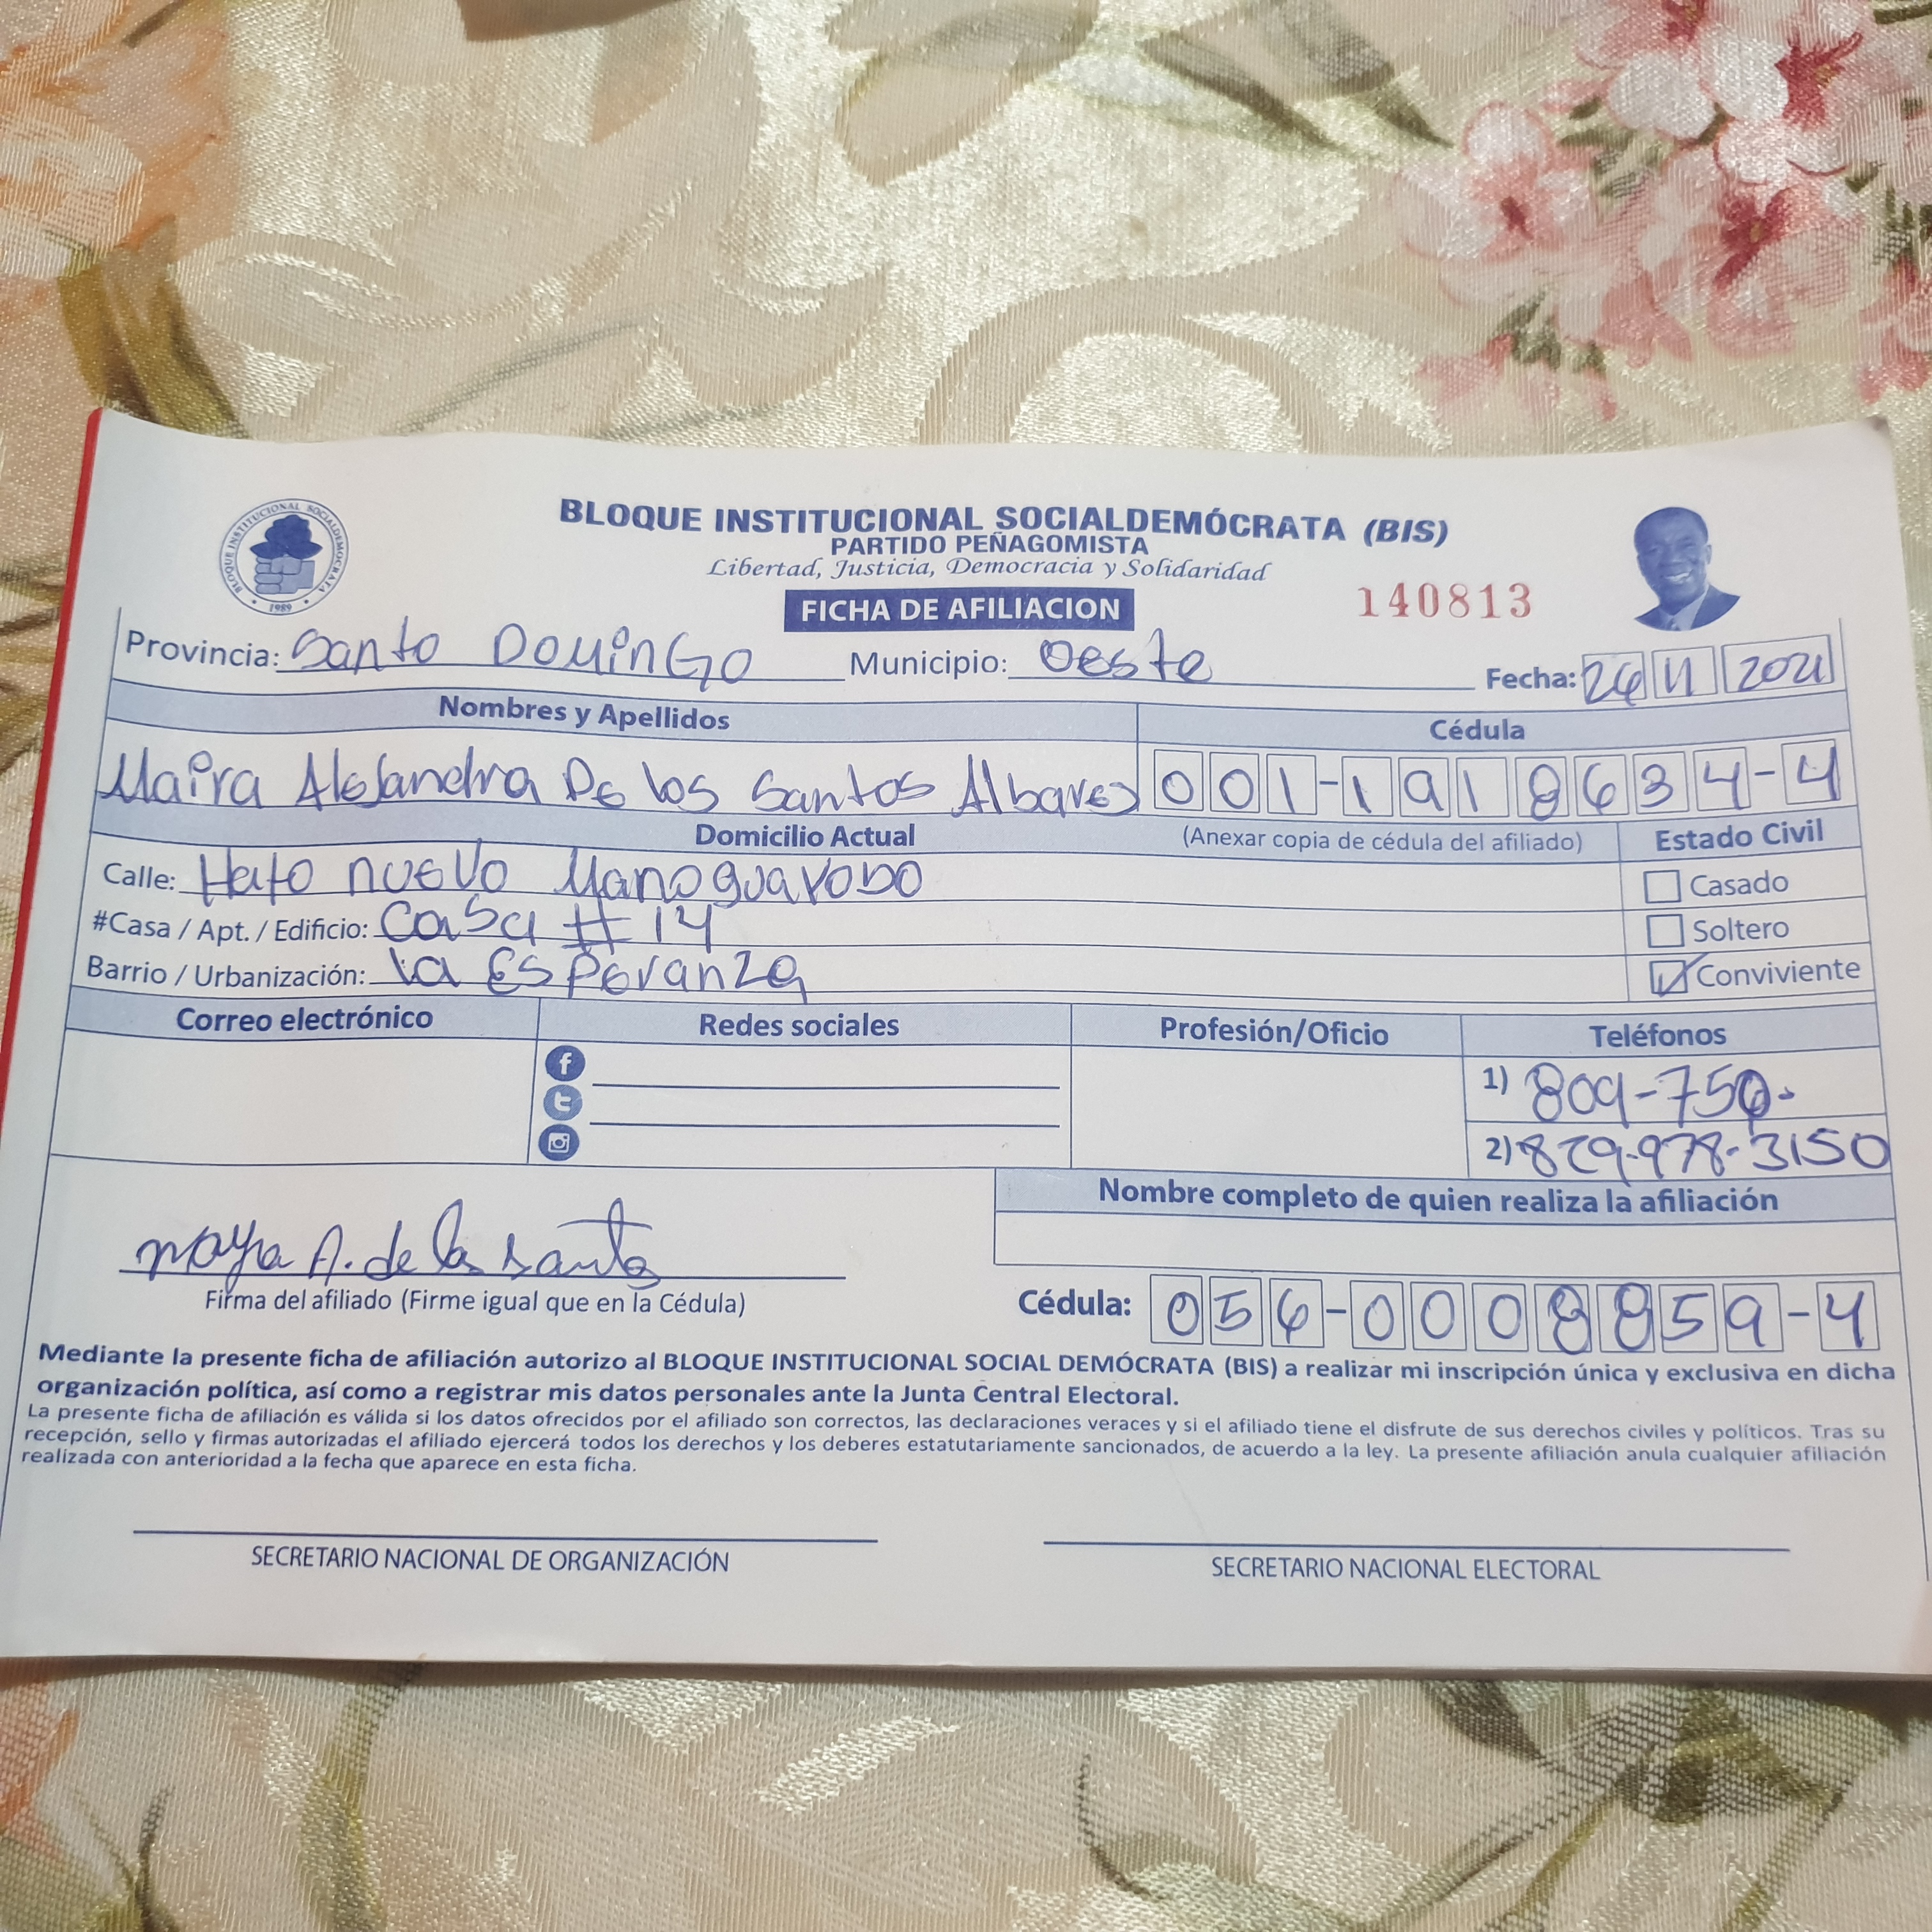 BLOQUE INSTITUCIONAL SOCIALDEMOCRATA
1989
BLOQUE INSTITUCIONAL SOCIALDEMÓCRATA (BIS)
PARTIDO PEÑAGOMISTA
Libertad, Justicia, Democracia y Solidaridad
FICHA DE AFILIACION
140813
Provincia: Santo DominGo Municipio: Oeste Fecha: 26 11 2021
Nombres y Apellidos Cédula
Maira Alejandra De los Santos Albarez 001-1918634-4
Domicilio Actual (Anexar copia de cédula del afiliado) Estado Civil
Calle: Hato nuevo Manoguayobo
Casado
#Casa / Apt. / Edificio: Casa #14
Soltero
Barrio / Urbanización: la Esperanza
Conviviente
Correo electrónico Redes sociales Profesión/Oficio Teléfonos
1) 809-750-
2) 829-978-3150
Nombre completo de quien realiza la afiliación
mayra A. de los santos
Firma del afiliado (Firme igual que en la Cédula)
Cédula: 056-0008859-4
Mediante la presente ficha de afiliación autorizo al BLOQUE INSTITUCIONAL SOCIAL DEMÓCRATA (BIS) a realizar mi inscripción única y exclusiva en dicha
organización política, así como a registrar mis datos personales ante la Junta Central Electoral.
La presente ficha de afiliación es válida si los datos ofrecidos por el afiliado son correctos, las declaraciones veraces y si el afiliado tiene el disfrute de sus derechos civiles y políticos. Tras su
recepción, sello y firmas autorizadas el afiliado ejercerá todos los derechos y los deberes estatutariamente sancionados, de acuerdo a la ley. La presente afiliación anula cualquier afiliación
realizada con anterioridad a la fecha que aparece en esta ficha.
SECRETARIO NACIONAL DE ORGANIZACIÓN SECRETARIO NACIONAL ELECTORAL